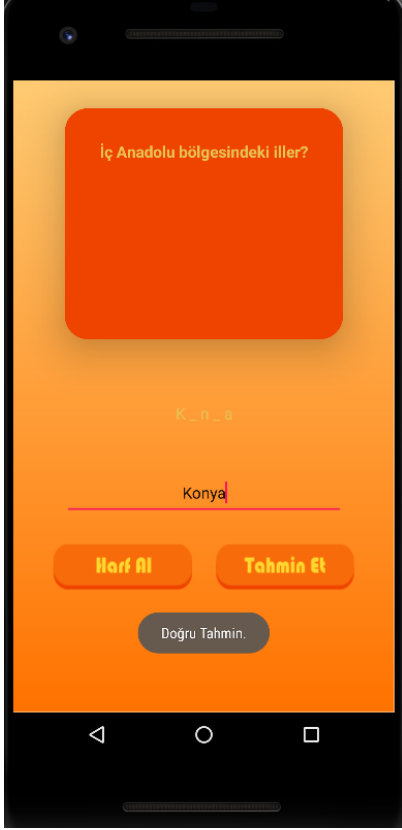 İç Anadolu bölgesindeki iller?
K _ n _ a
Konya
Harf Al
Tahmin Et
Doğru Tahmin.